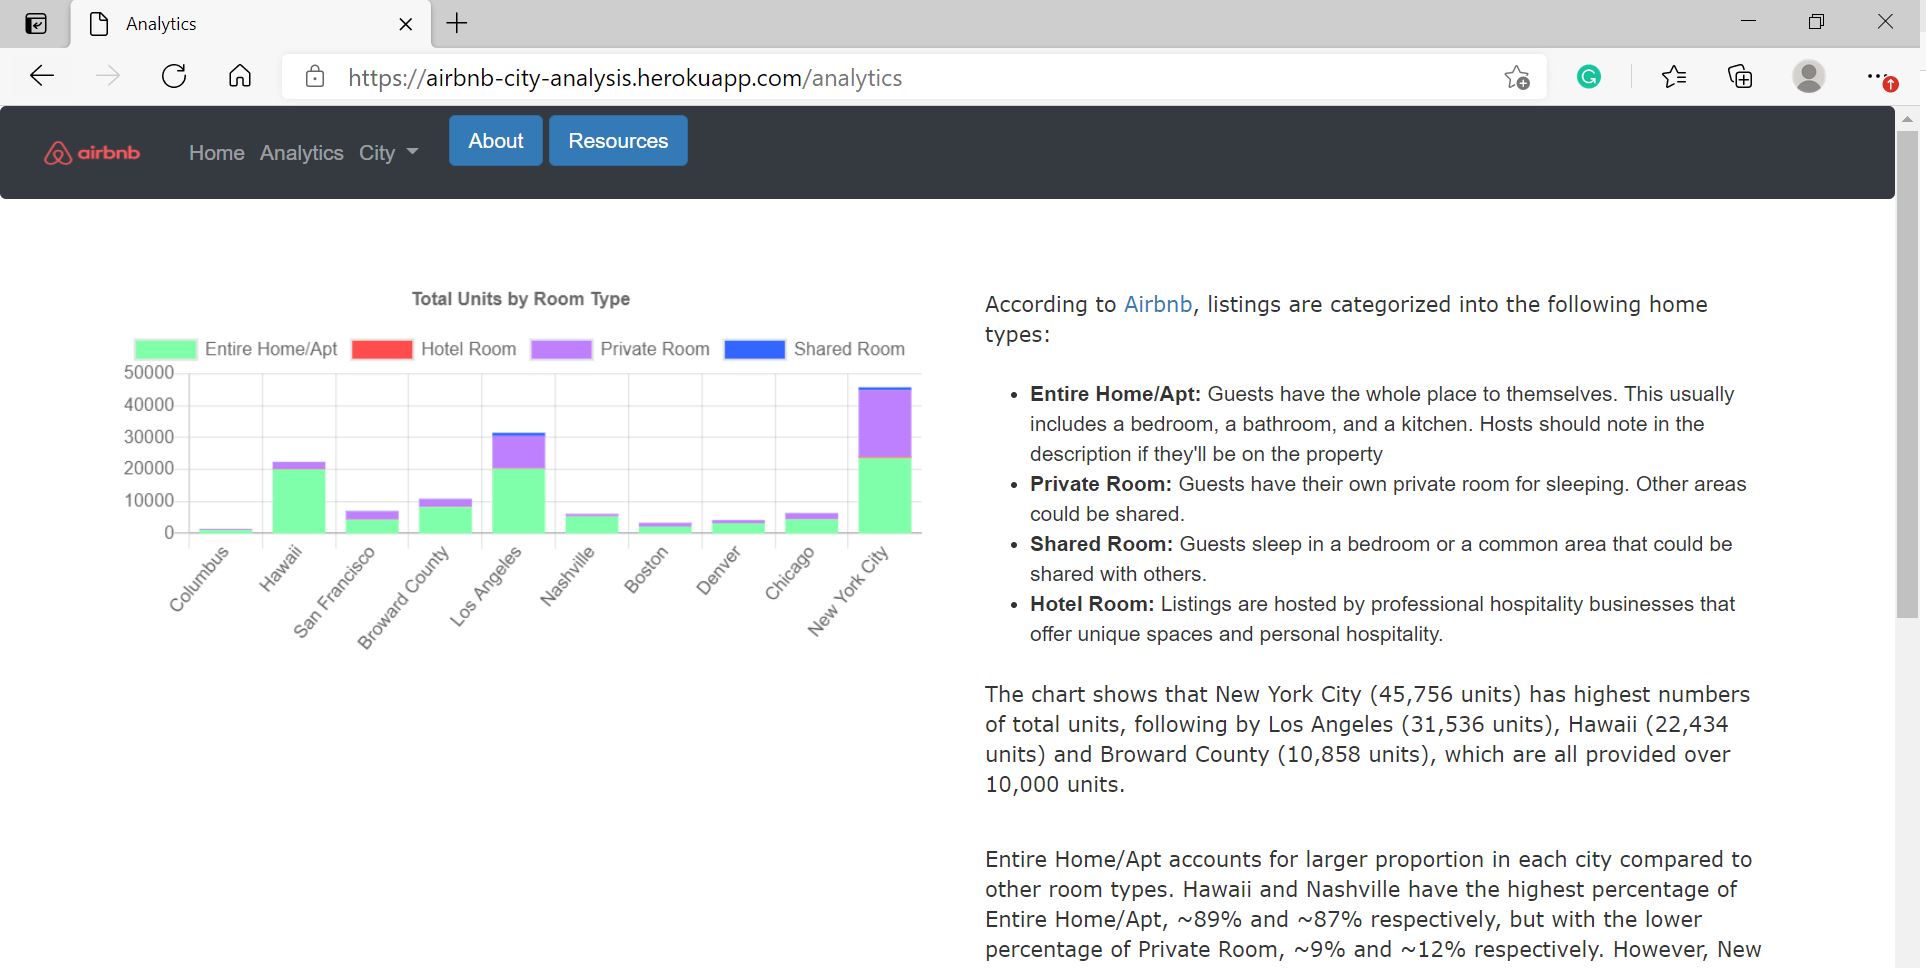 Analytics
https://airbnb-city-analysis.herokuapp.com/analytics
airbnb
Home Analytics City About Resources
Total Units by Room Type
Entire Home/Apt Hotel Room Private Room Shared Room
50000
40000
30000
20000
10000
0
Columbus
Hawaii
San Francisco
Broward County
Los Angeles
Nashville
Boston
Denver
Chicago
New York City
According to Airbnb, listings are categorized into the following home
types:
• Entire Home/Apt: Guests have the whole place to themselves. This usually
includes a bedroom, a bathroom, and a kitchen. Hosts should note in the
description if they'll be on the property
• Private Room: Guests have their own private room for sleeping. Other areas
could be shared.
• Shared Room: Guests sleep in a bedroom or a common area that could be
shared with others.
• Hotel Room: Listings are hosted by professional hospitality businesses that
offer unique spaces and personal hospitality.
The chart shows that New York City (45,756 units) has highest numbers
of total units, following by Los Angeles (31,536 units), Hawaii (22,434
units) and Broward County (10,858 units), which are all provided over
10,000 units.
Entire Home/Apt accounts for larger proportion in each city compared to
other room types. Hawaii and Nashville have the highest percentage of
Entire Home/Apt, ~89% and ~87% respectively, but with the lower
percentage of Private Room, ~9% and ~12% respectively. However, New